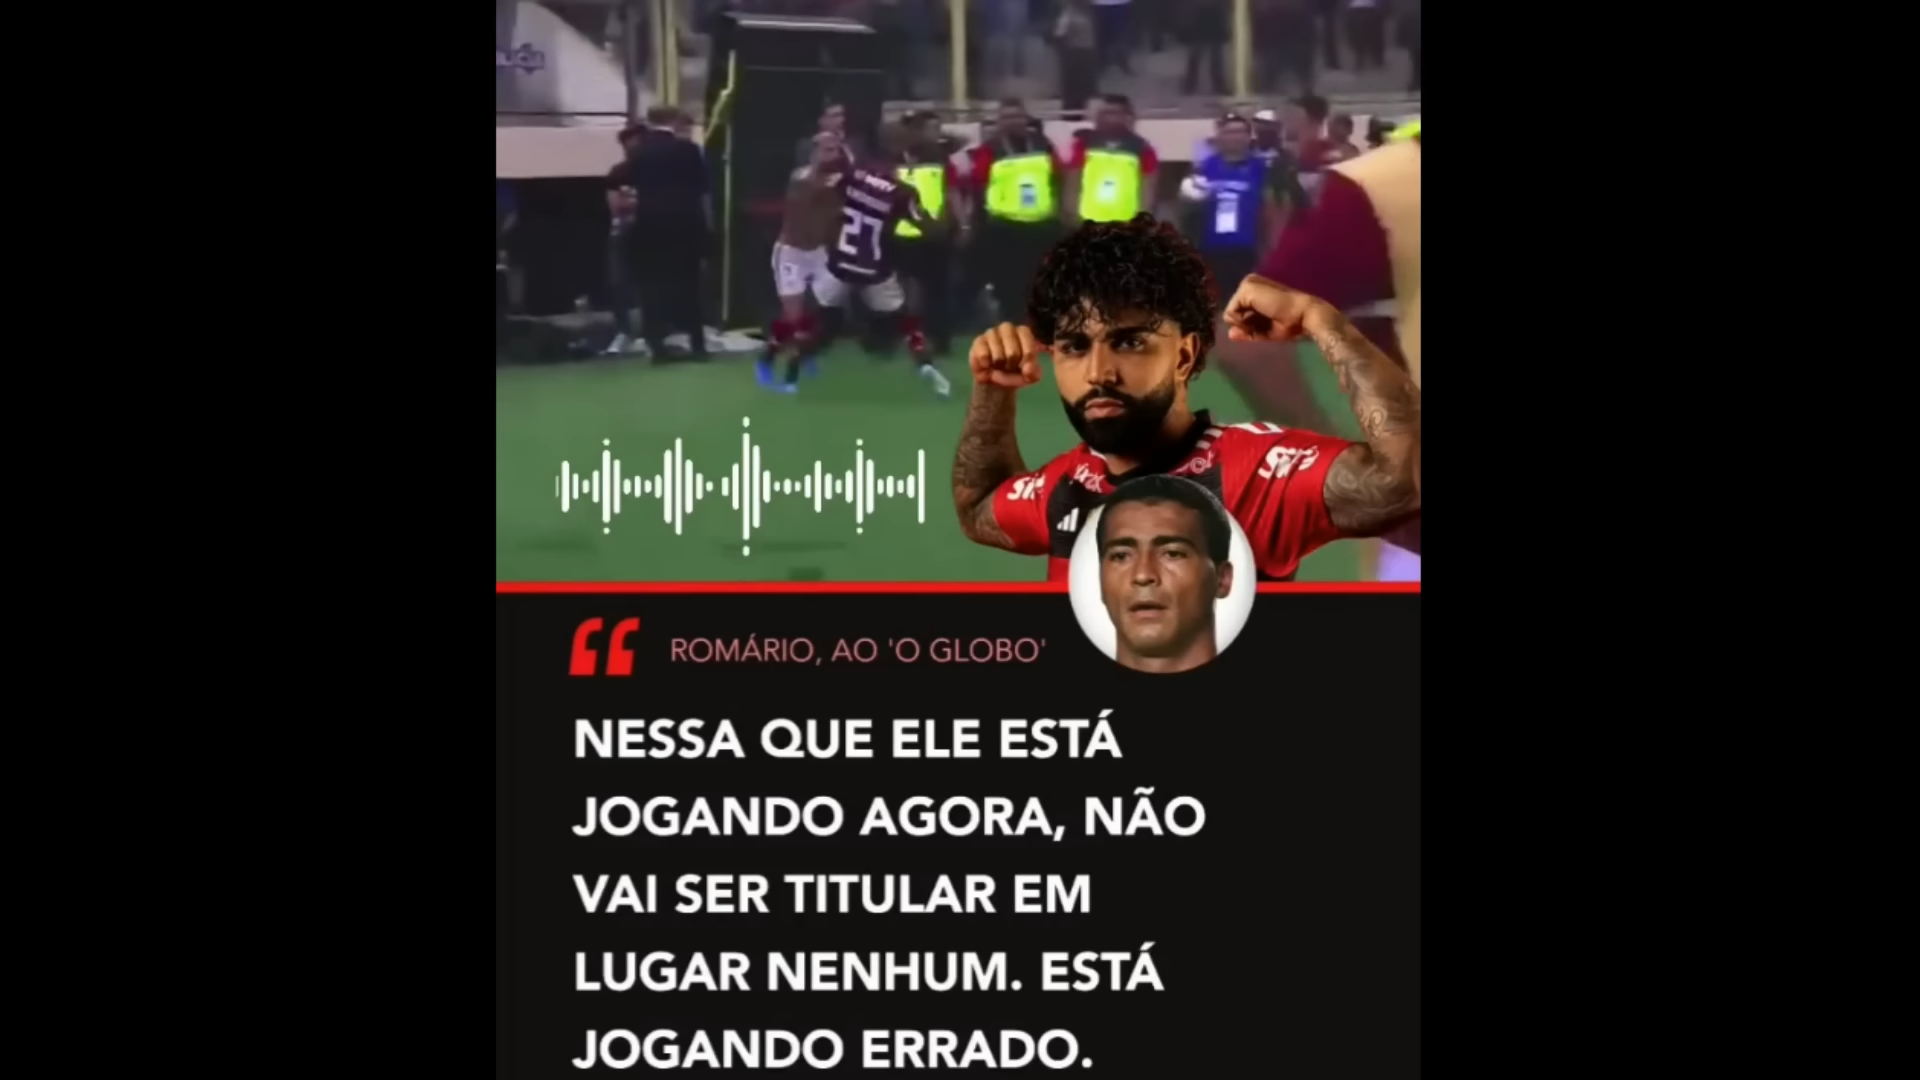 27
ROMÁRIO, AO 'O GLOBO'
NESSA QUE ELE ESTÁ
JOGANDO AGORA, NÃO
VAI SER TITULAR EM
LUGAR NENHUM. ESTÁ
JOGANDO ERRADO.